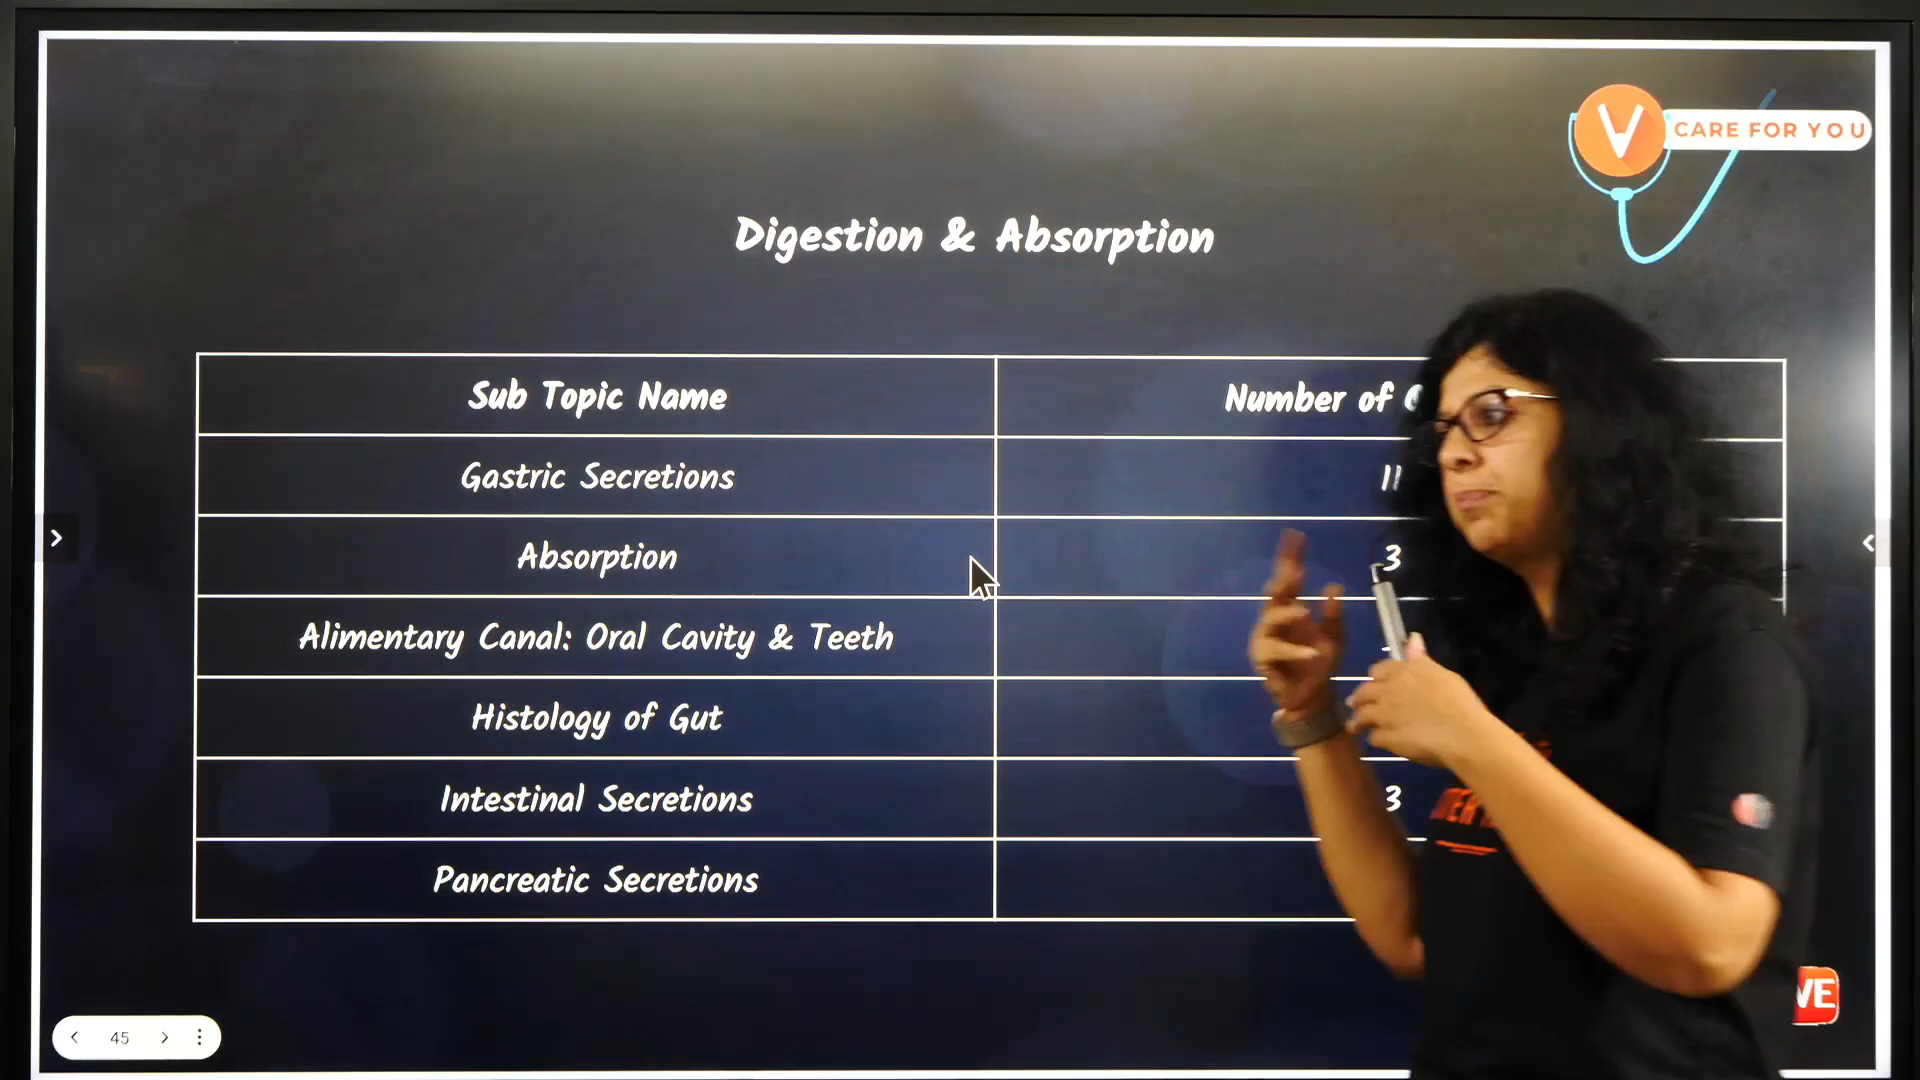 V CARE FOR YOU
Digestion & Absorption
Sub Topic Name
Number of
Gastric Secretions
11
Absorption
3
Alimentary Canal: Oral Cavity & Teeth
Histology of Gut
Intestinal Secretions
3
Pancreatic Secretions
VE
45